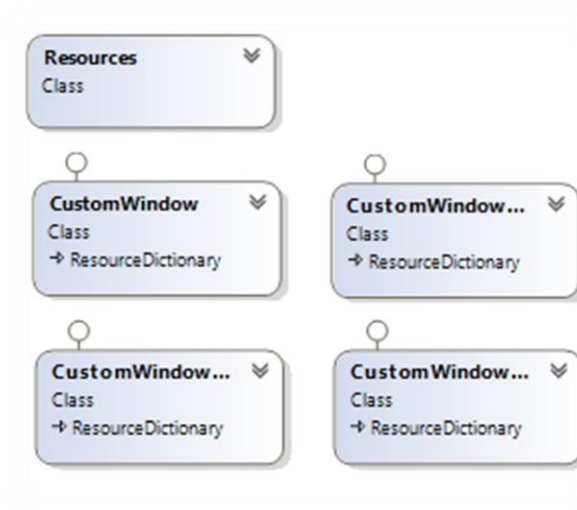 Resources
Class
CustomWindow
Class
ResourceDictionary
CustomWindow...
Class
ResourceDictionary
CustomWindow...
Class
ResourceDictionary
CustomWindow...
Class
ResourceDictionary